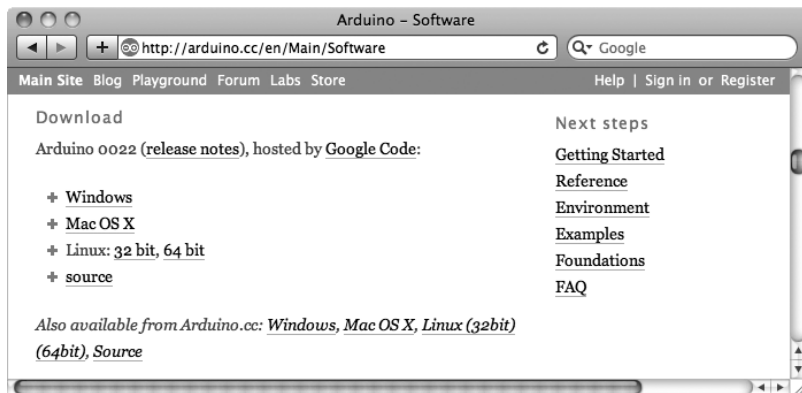 Arduino – Software
http://arduino.cc/en/Main/Software
Google
Main Site Blog Playground Forum Labs Store
Help | Sign in or Register
Download
Arduino 0022 (release notes), hosted by Google Code:
Windows
Mac OS X
Linux: 32 bit, 64 bit
source
Also available from Arduino.cc: Windows, Mac OS X, Linux (32bit)
(64bit), Source
Next steps
Getting Started
Reference
Environment
Examples
Foundations
FAQ